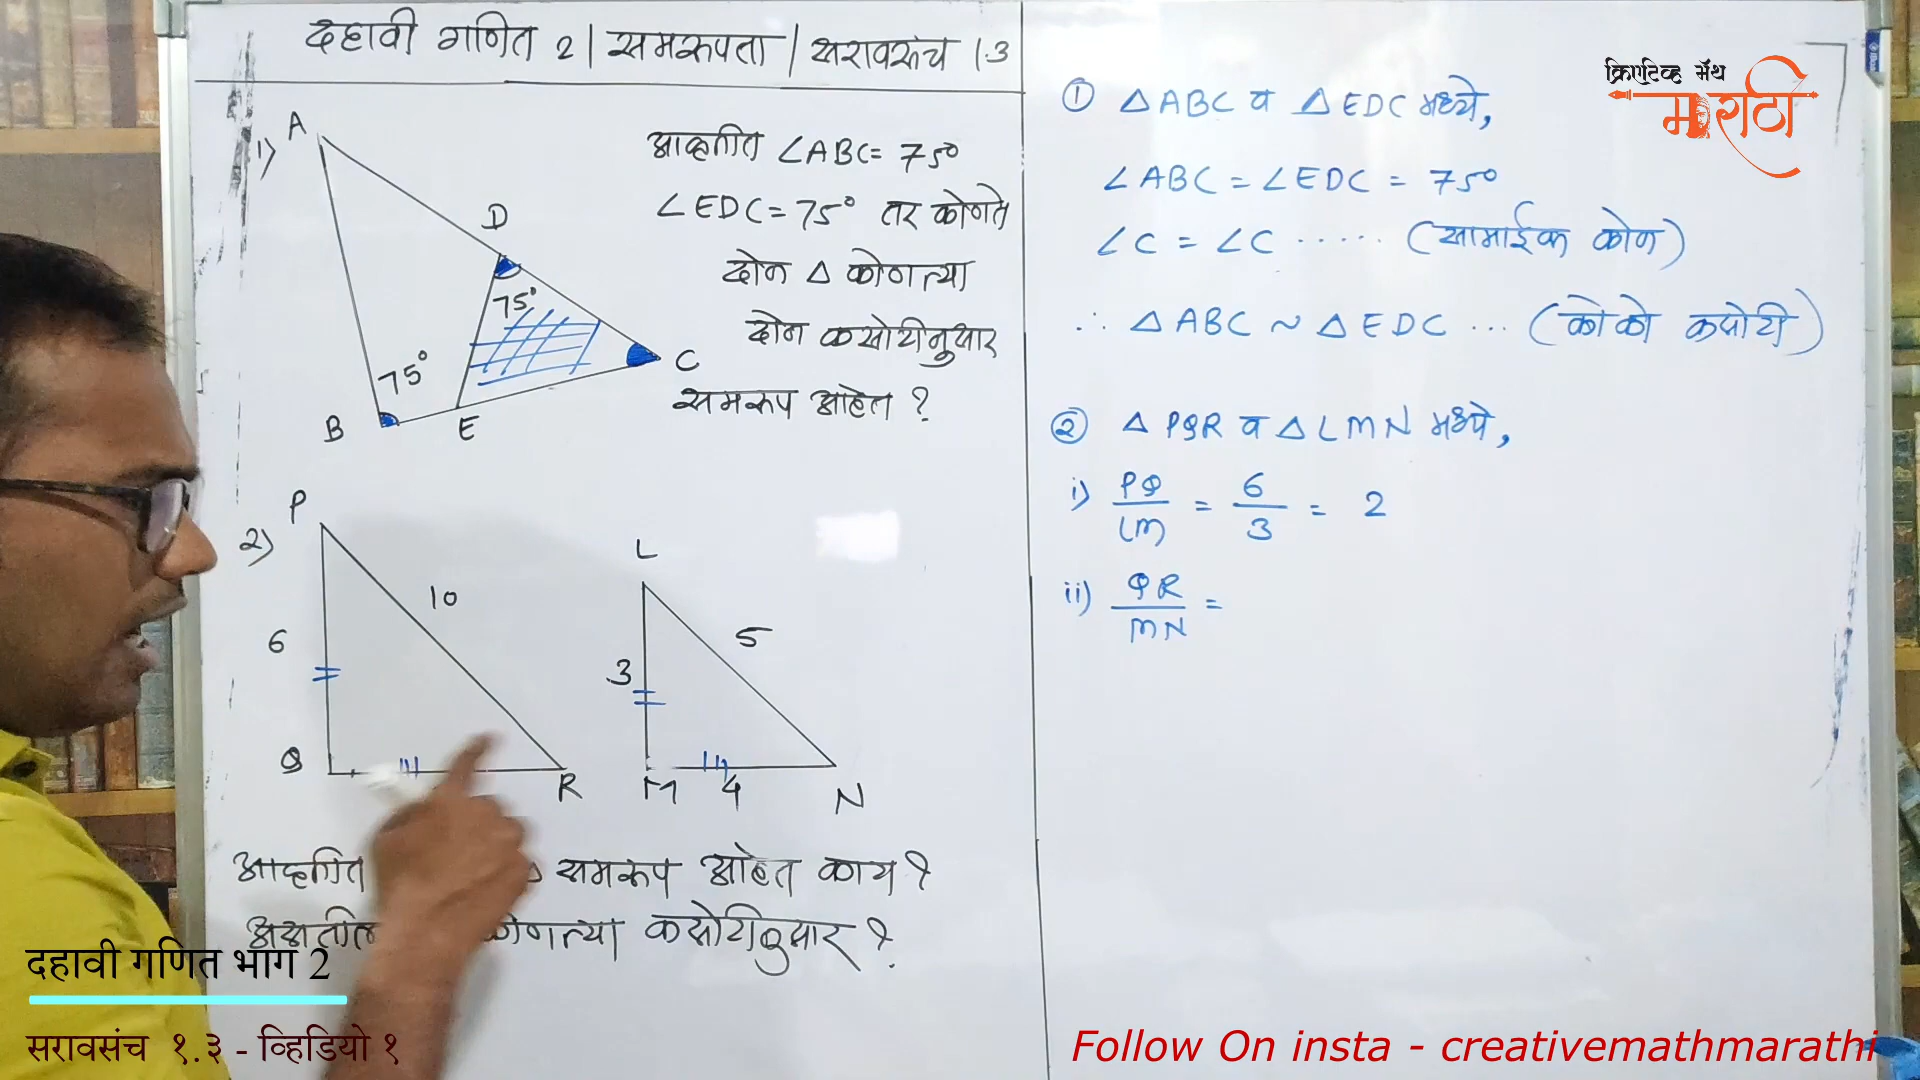 दहावी गणित 2 | समरूपता | सरावसंच 1.3
1)
A
D
75°
75°
B
E
C
आकृतीत ∠ABC = 75°
∠EDC = 75° तर कोणते
दोन △ कोणत्या
दोन कसोटीनुसार
समरूप आहेत ?
2)
P
10
6
Q
R
L
5
3
M
4
N
आकृतीत △ समरूप आहेत काय ?
असतील कोणत्या कसोटीनुसार ?
① △ABC व △EDC मध्ये,
∠ABC = ∠EDC = 75°
∠C = ∠C ..... (सामाईक कोन)
∴ △ABC ~ △EDC ... (कोको कसोटी)
② △PQR व △LMN मध्ये,
i) PQ/LM = 6/3 = 2
ii) QR/MN =
क्रिएटिव्ह मॅथ
मराठी
दहावी गणित भाग 2
सरावसंच १.३ - व्हिडियो १
Follow On insta - creativemathmarathi